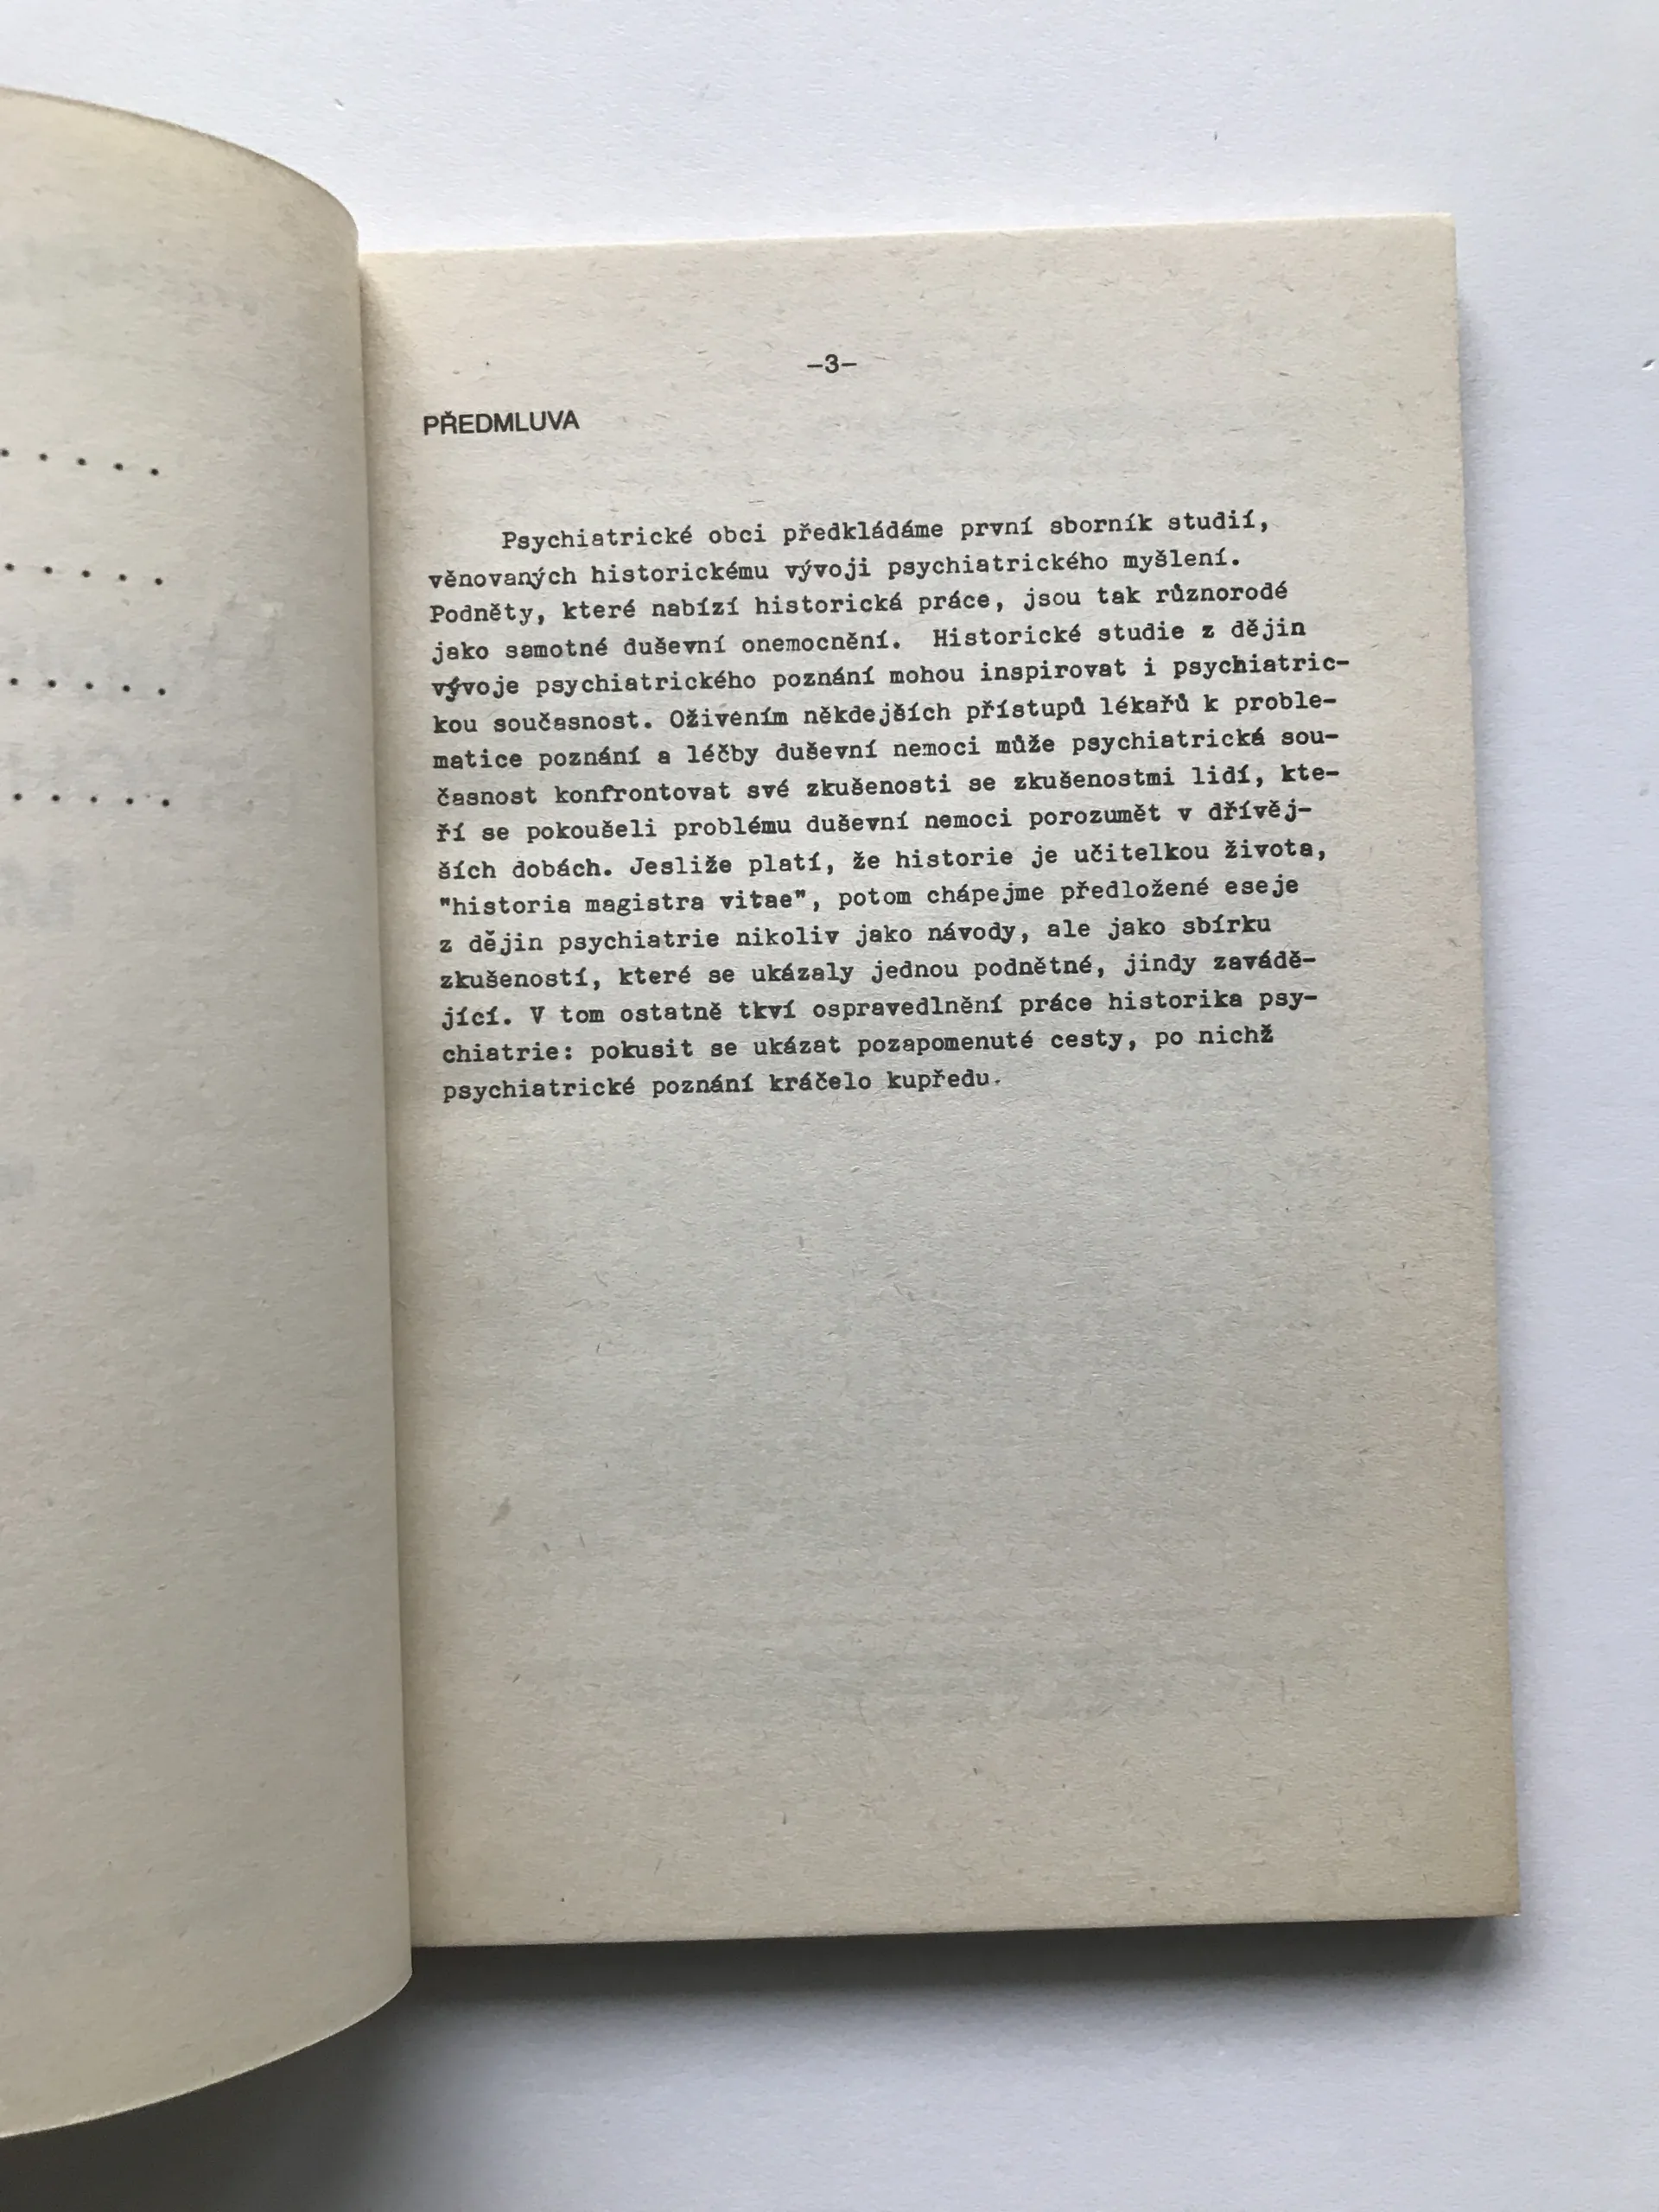 –3–
PŘEDMLUVA
Psychiatrické obci předkládáme první sborník studií,
věnovaných historickému vývoji psychiatrického myšlení.
Podněty, které nabízí historická práce, jsou tak různorodé
jako samotné duševní onemocnění. Historické studie z dějin
vývoje psychiatrického poznání mohou inspirovat i psychiatric-
kou současnost. Oživením někdejších přístupů lékařů k proble-
matice poznání a léčby duševní nemoci může psychiatrická sou-
časnost konfrontovat své zkušenosti se zkušenostmi lidí, kte-
ří se pokoušeli problému duševní nemoci porozumět v dřívěj-
ších dobách. Jesliže platí, že historie je učitelkou života,
"historia magistra vitae", potom chápejme předložené eseje
z dějin psychiatrie nikoliv jako návody, ale jako sbírku
zkušeností, které se ukázaly jednou podnětné, jindy zavádě-
jící. V tom ostatně tkví ospravedlnění práce historika psy-
chiatrie: pokusit se ukázat pozapomenuté cesty, po nichž
psychiatrické poznání kráčelo kupředu.